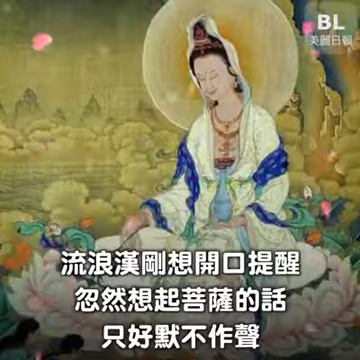 BL
美麗日報
流浪漢剛想開口提醒
忽然想起菩薩的話
只好默不作聲